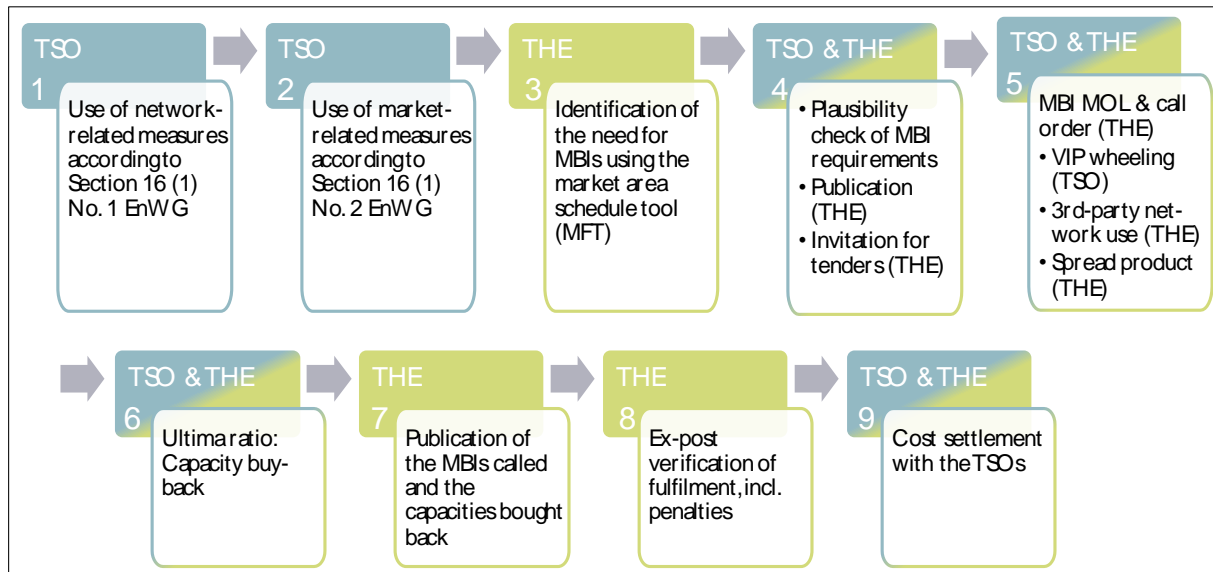 TSO
1
Use of network-
related measures
according to
Section 16 (1)
No. 1 EnWG
TSO
2
Use of market-
related measures
according to
Section 16 (1)
No. 2 EnWG
THE
3
Identification of
the need for
MBIs using the
market area
schedule tool
(MFT)
TSO & THE
4
• Plausibility
check of MBI
requirements
• Publication
(THE)
• Invitation for
tenders (THE)
TSO & THE
5
MBI MOL & call
order (THE)
• VIP wheeling
(TSO)
• 3rd-party net-
work use (THE)
• Spread product
(THE)
TSO & THE
6
Ultima ratio:
Capacity buy-
back
THE
7
Publication of
the MBIs called
and the
capacities bought
back
THE
8
Ex-post
verification of
fulfilment, incl.
penalties
TSO & THE
9
Cost settlement
with the TSOs